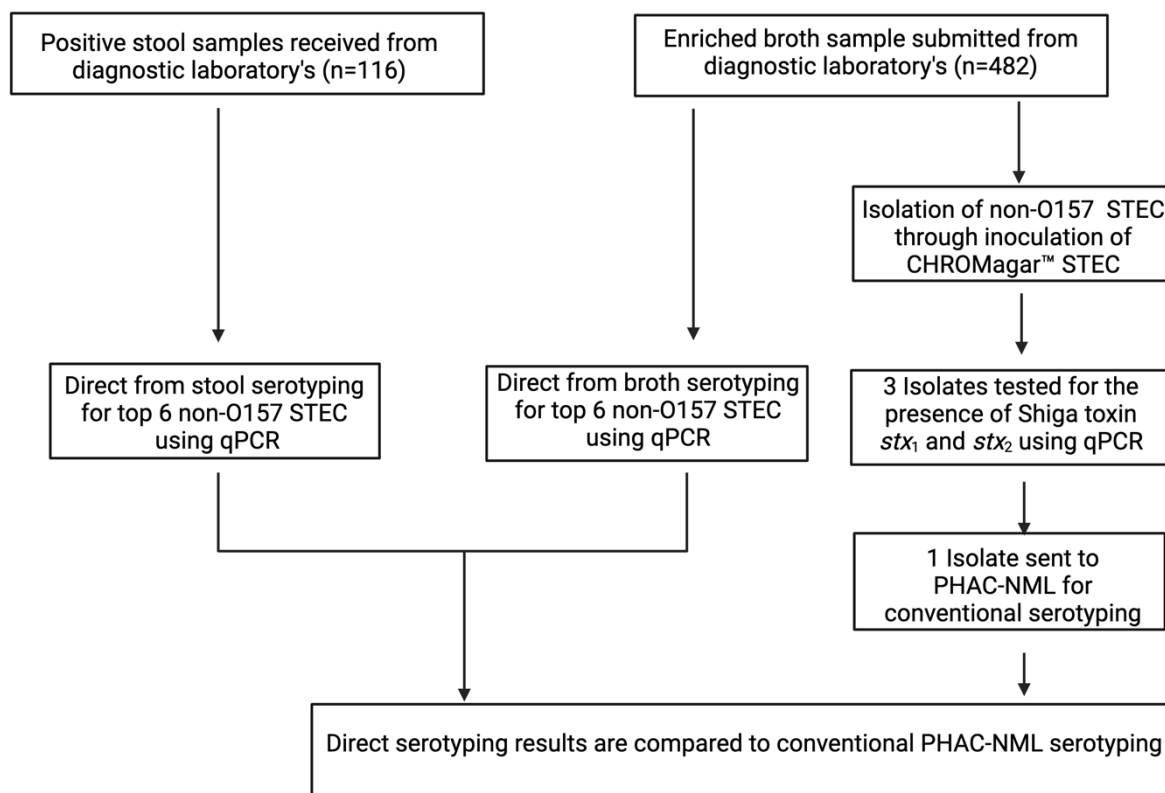 Positive stool samples received from
diagnostic laboratory's (n=116)
Enriched broth sample submitted from
diagnostic laboratory's (n=482)
Isolation of non-O157 STEC
through inoculation of
CHROMagar™ STEC
Direct from stool serotyping
for top 6 non-O157 STEC
using qPCR
Direct from broth serotyping
for top 6 non-O157 STEC
using qPCR
3 Isolates tested for the
presence of Shiga toxin
stx₁ and stx₂ using qPCR
1 Isolate sent to
PHAC-NML for
conventional serotyping
Direct serotyping results are compared to conventional PHAC-NML serotyping